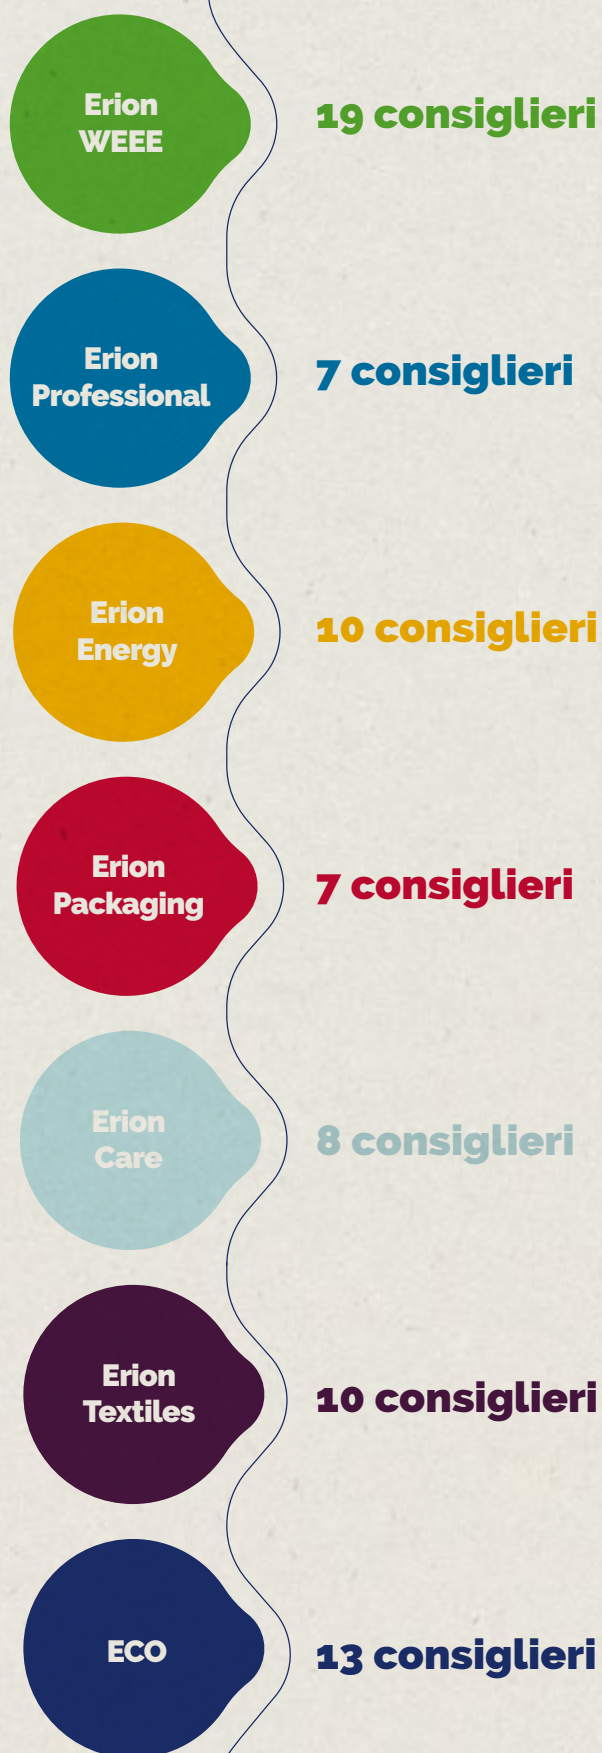 Erion
WEEE
19 consiglieri
Erion
Professional
7 consiglieri
Erion
Energy
10 consiglieri
Erion
Packaging
7 consiglieri
Erion
Care
8 consiglieri
Erion
Textiles
10 consiglieri
ECO
13 consiglieri